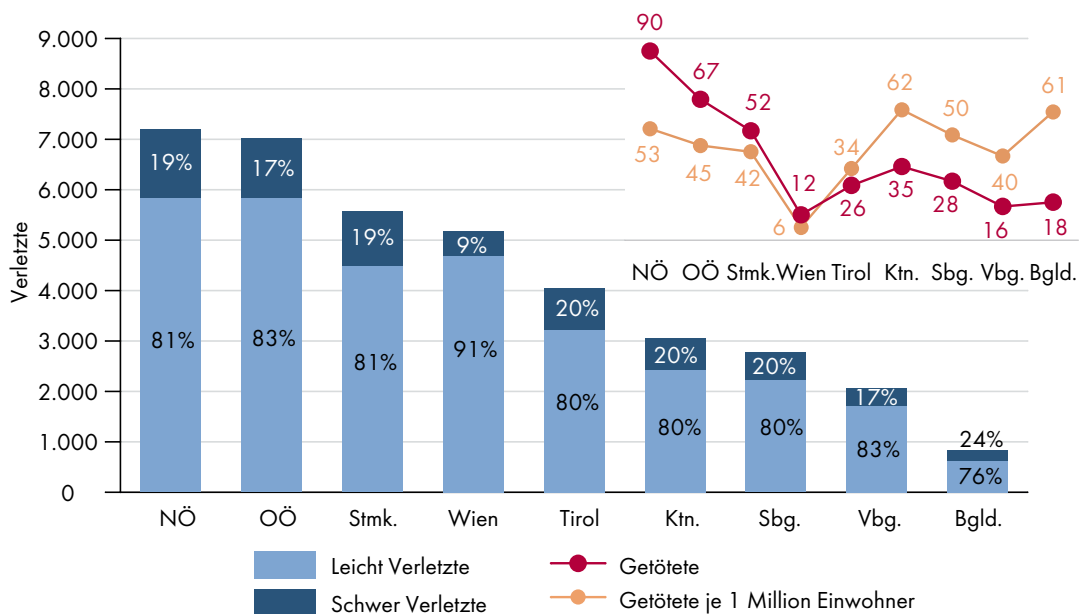 9.000
8.000
7.000
6.000
5.000
4.000
3.000
2.000
1.000
0
Verletzte
19% 17% 19% 9% 20% 20% 20% 17% 24%
81% 83% 81% 91% 80% 80% 80% 83% 76%
NÖ OÖ Stmk. Wien Tirol Ktn. Sbg. Vbg. Bgld.
90 67 52 12 26 35 28 16 18
53 45 42 6 34 62 50 40 61
NÖ OÖ Stmk. Wien Tirol Ktn. Sbg. Vbg. Bgld.
Leicht Verletzte
Schwer Verletzte
Getötete
Getötete je 1 Million Einwohner